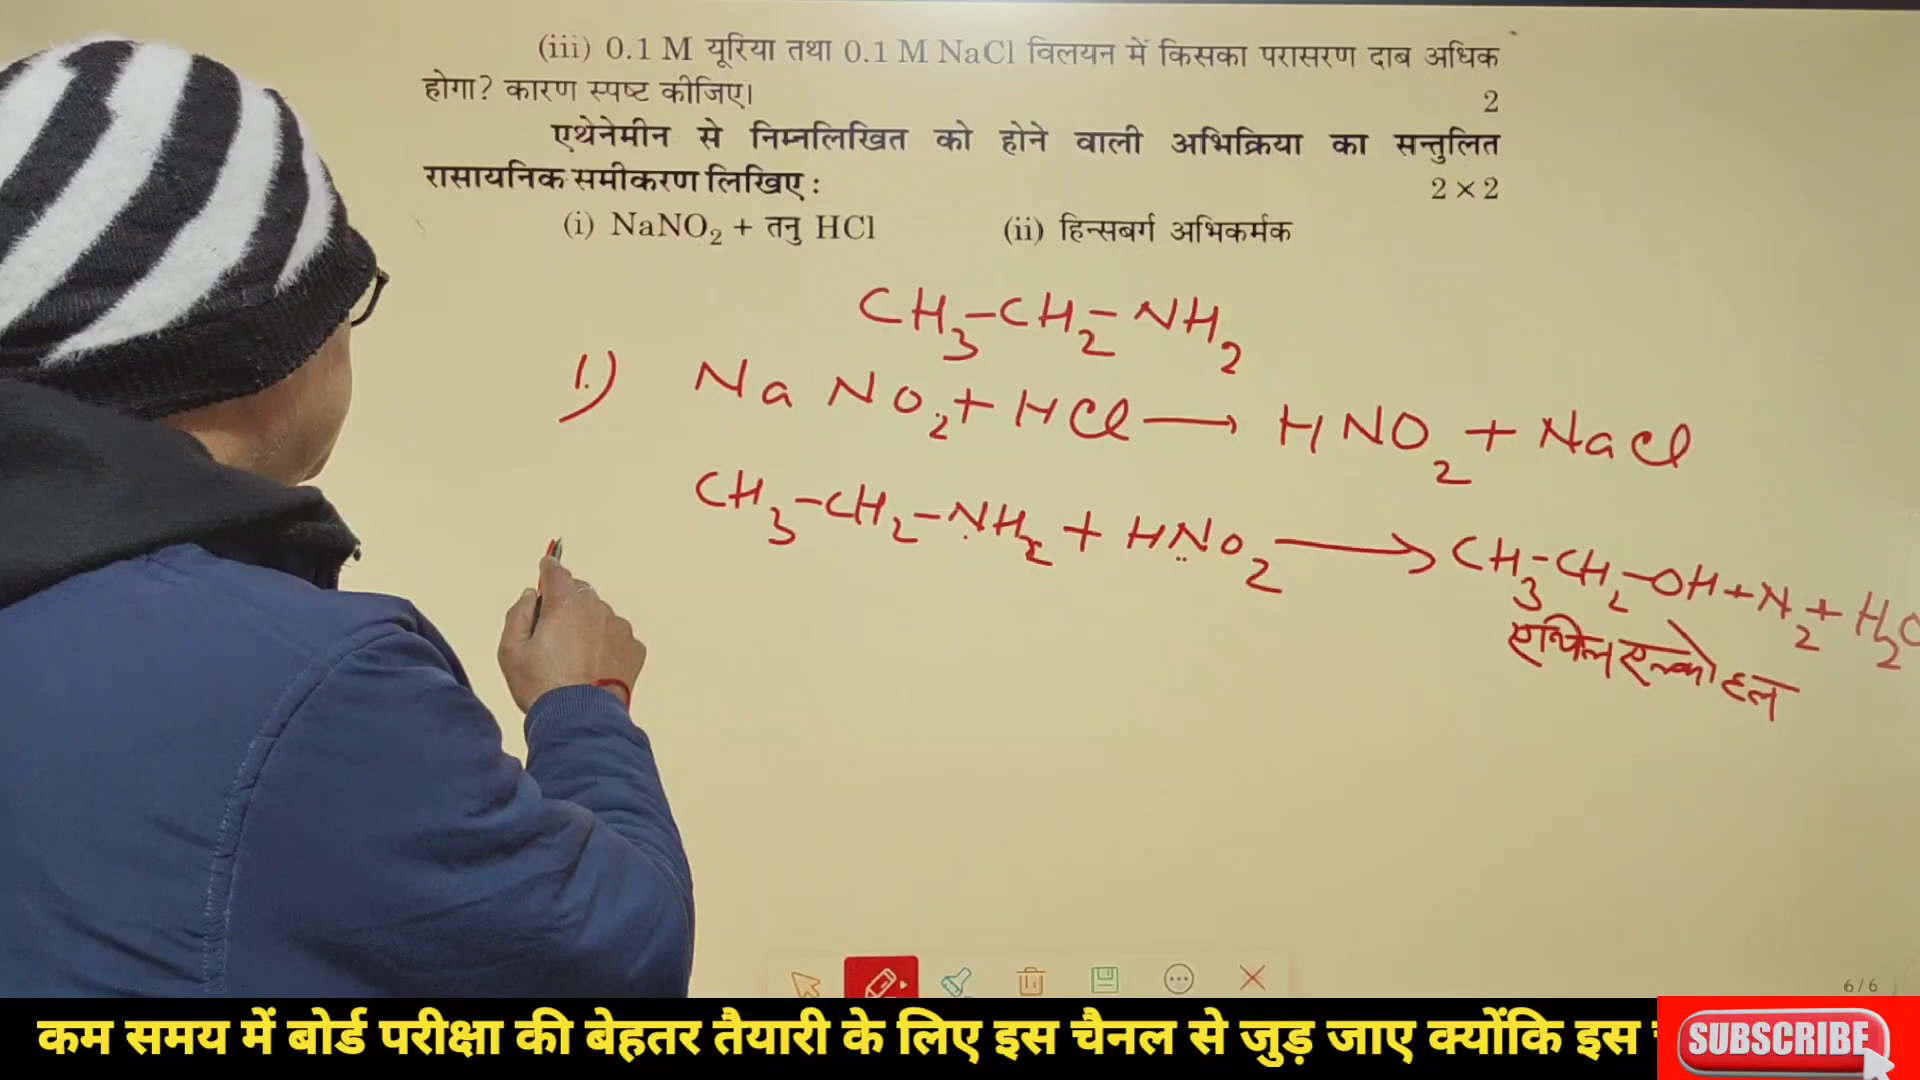 (iii) 0.1 M यूरिया तथा 0.1 M NaCl विलयन में किसका परासरण दाब अधिक
होगा? कारण स्पष्ट कीजिए। 2
एथेनेमीन से निम्नलिखित को होने वाली अभिक्रिया का सन्तुलित
रासायनिक समीकरण लिखिए : 2 × 2
(i) NaNO₂ + तनु HCl (ii) हिन्सबर्ग अभिकर्मक
CH₃-CH₂-NH₂
1.) NaNO₂ + HCl → HNO₂ + NaCl
CH₃-CH₂-NH₂ + HNO₂ → CH₃-CH₂-OH + N₂ + H₂O
एथिल एल्कोहल
6 / 6
कम समय में बोर्ड परीक्षा की बेहतर तैयारी के लिए इस चैनल से जुड़ जाए क्योंकि इस
SUBSCRIBE